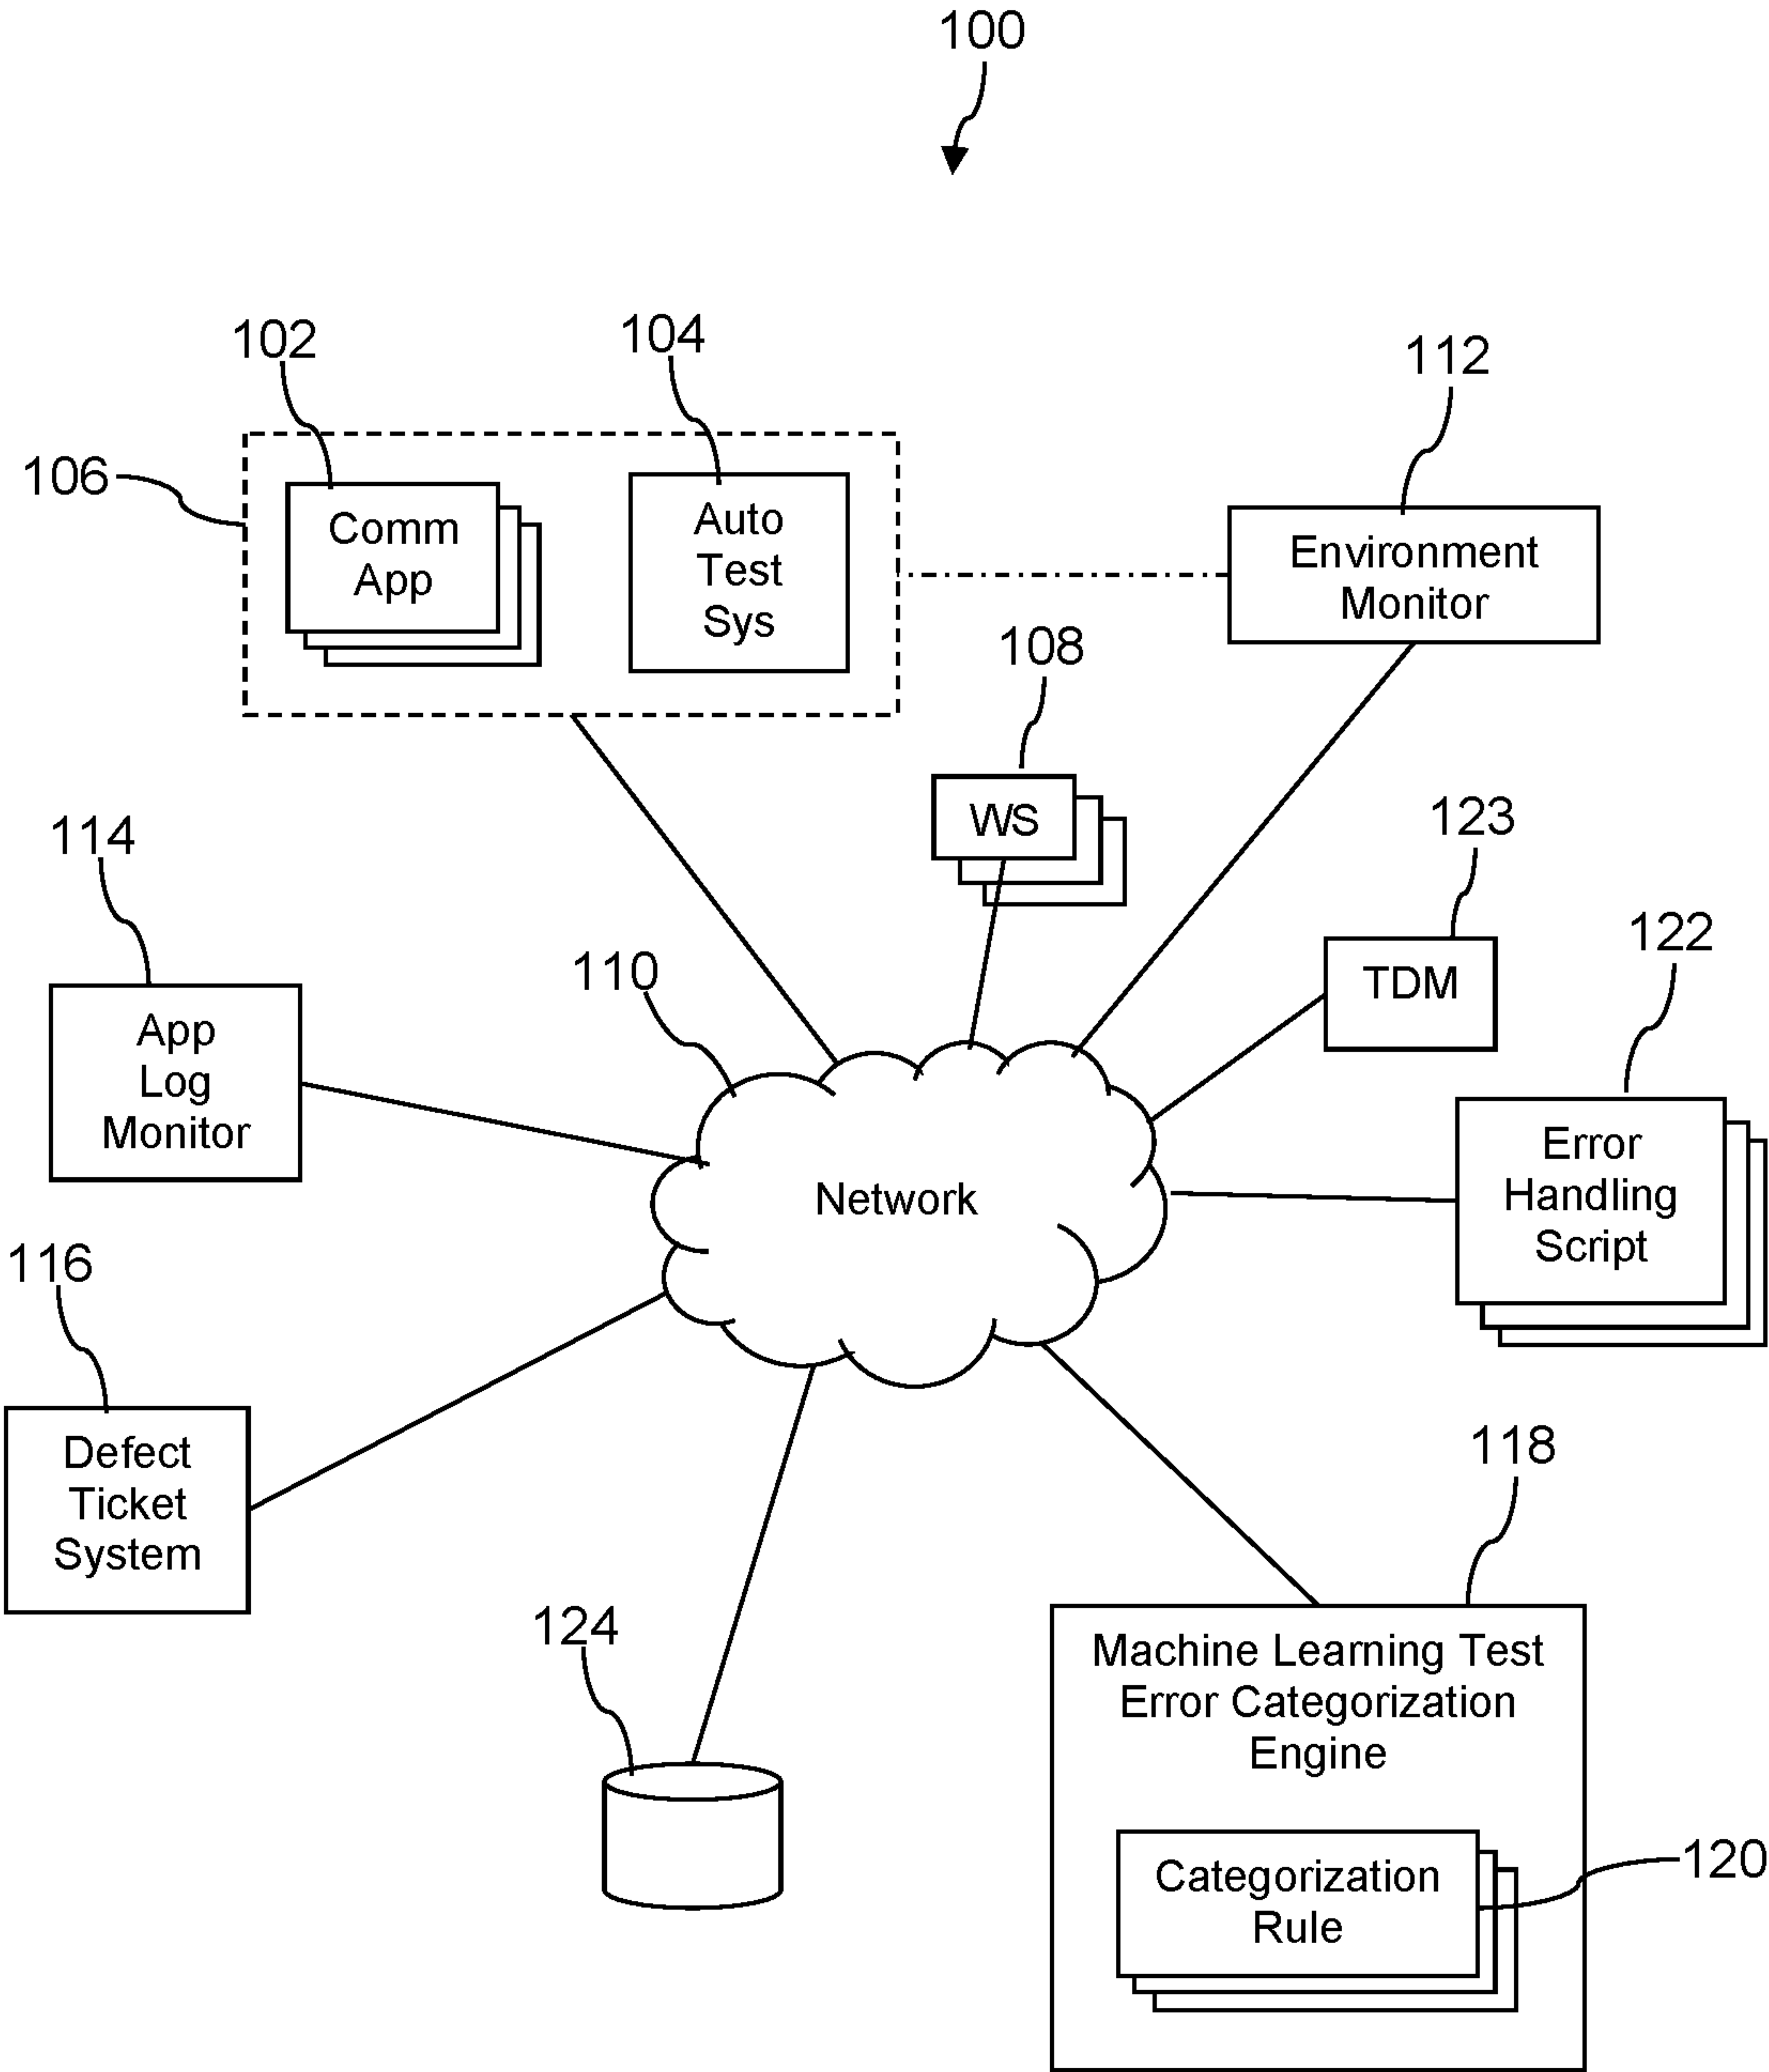 100
102
104
112
106
Comm
App
Auto
Test
Sys
Environment
Monitor
108
WS
114
123
TDM
122
110
App
Log
Monitor
Error
Handling
Script
Network
116
Defect
Ticket
System
118
124
Machine Learning Test
Error Categorization
Engine
Categorization
Rule
120